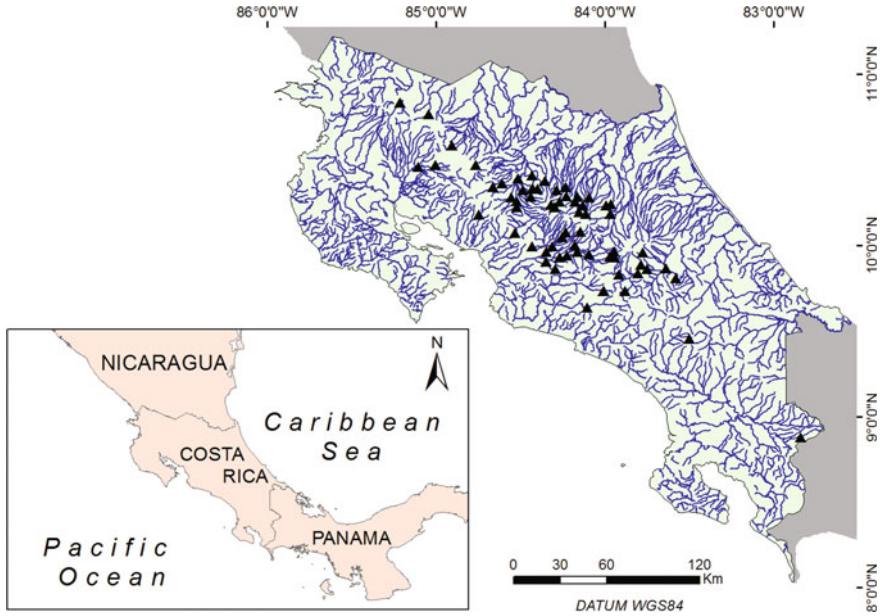 86°0'0"W 85°0'0"W 84°0'0"W 83°0'0"W
11°0'0"N
10°0'0"N
9°0'0"N
8°0'0"N
NICARAGUA
N
Caribbean
Sea
COSTA
RICA
PANAMA
Pacific
Ocean
0 30 60 120
Km
DATUM WGS84